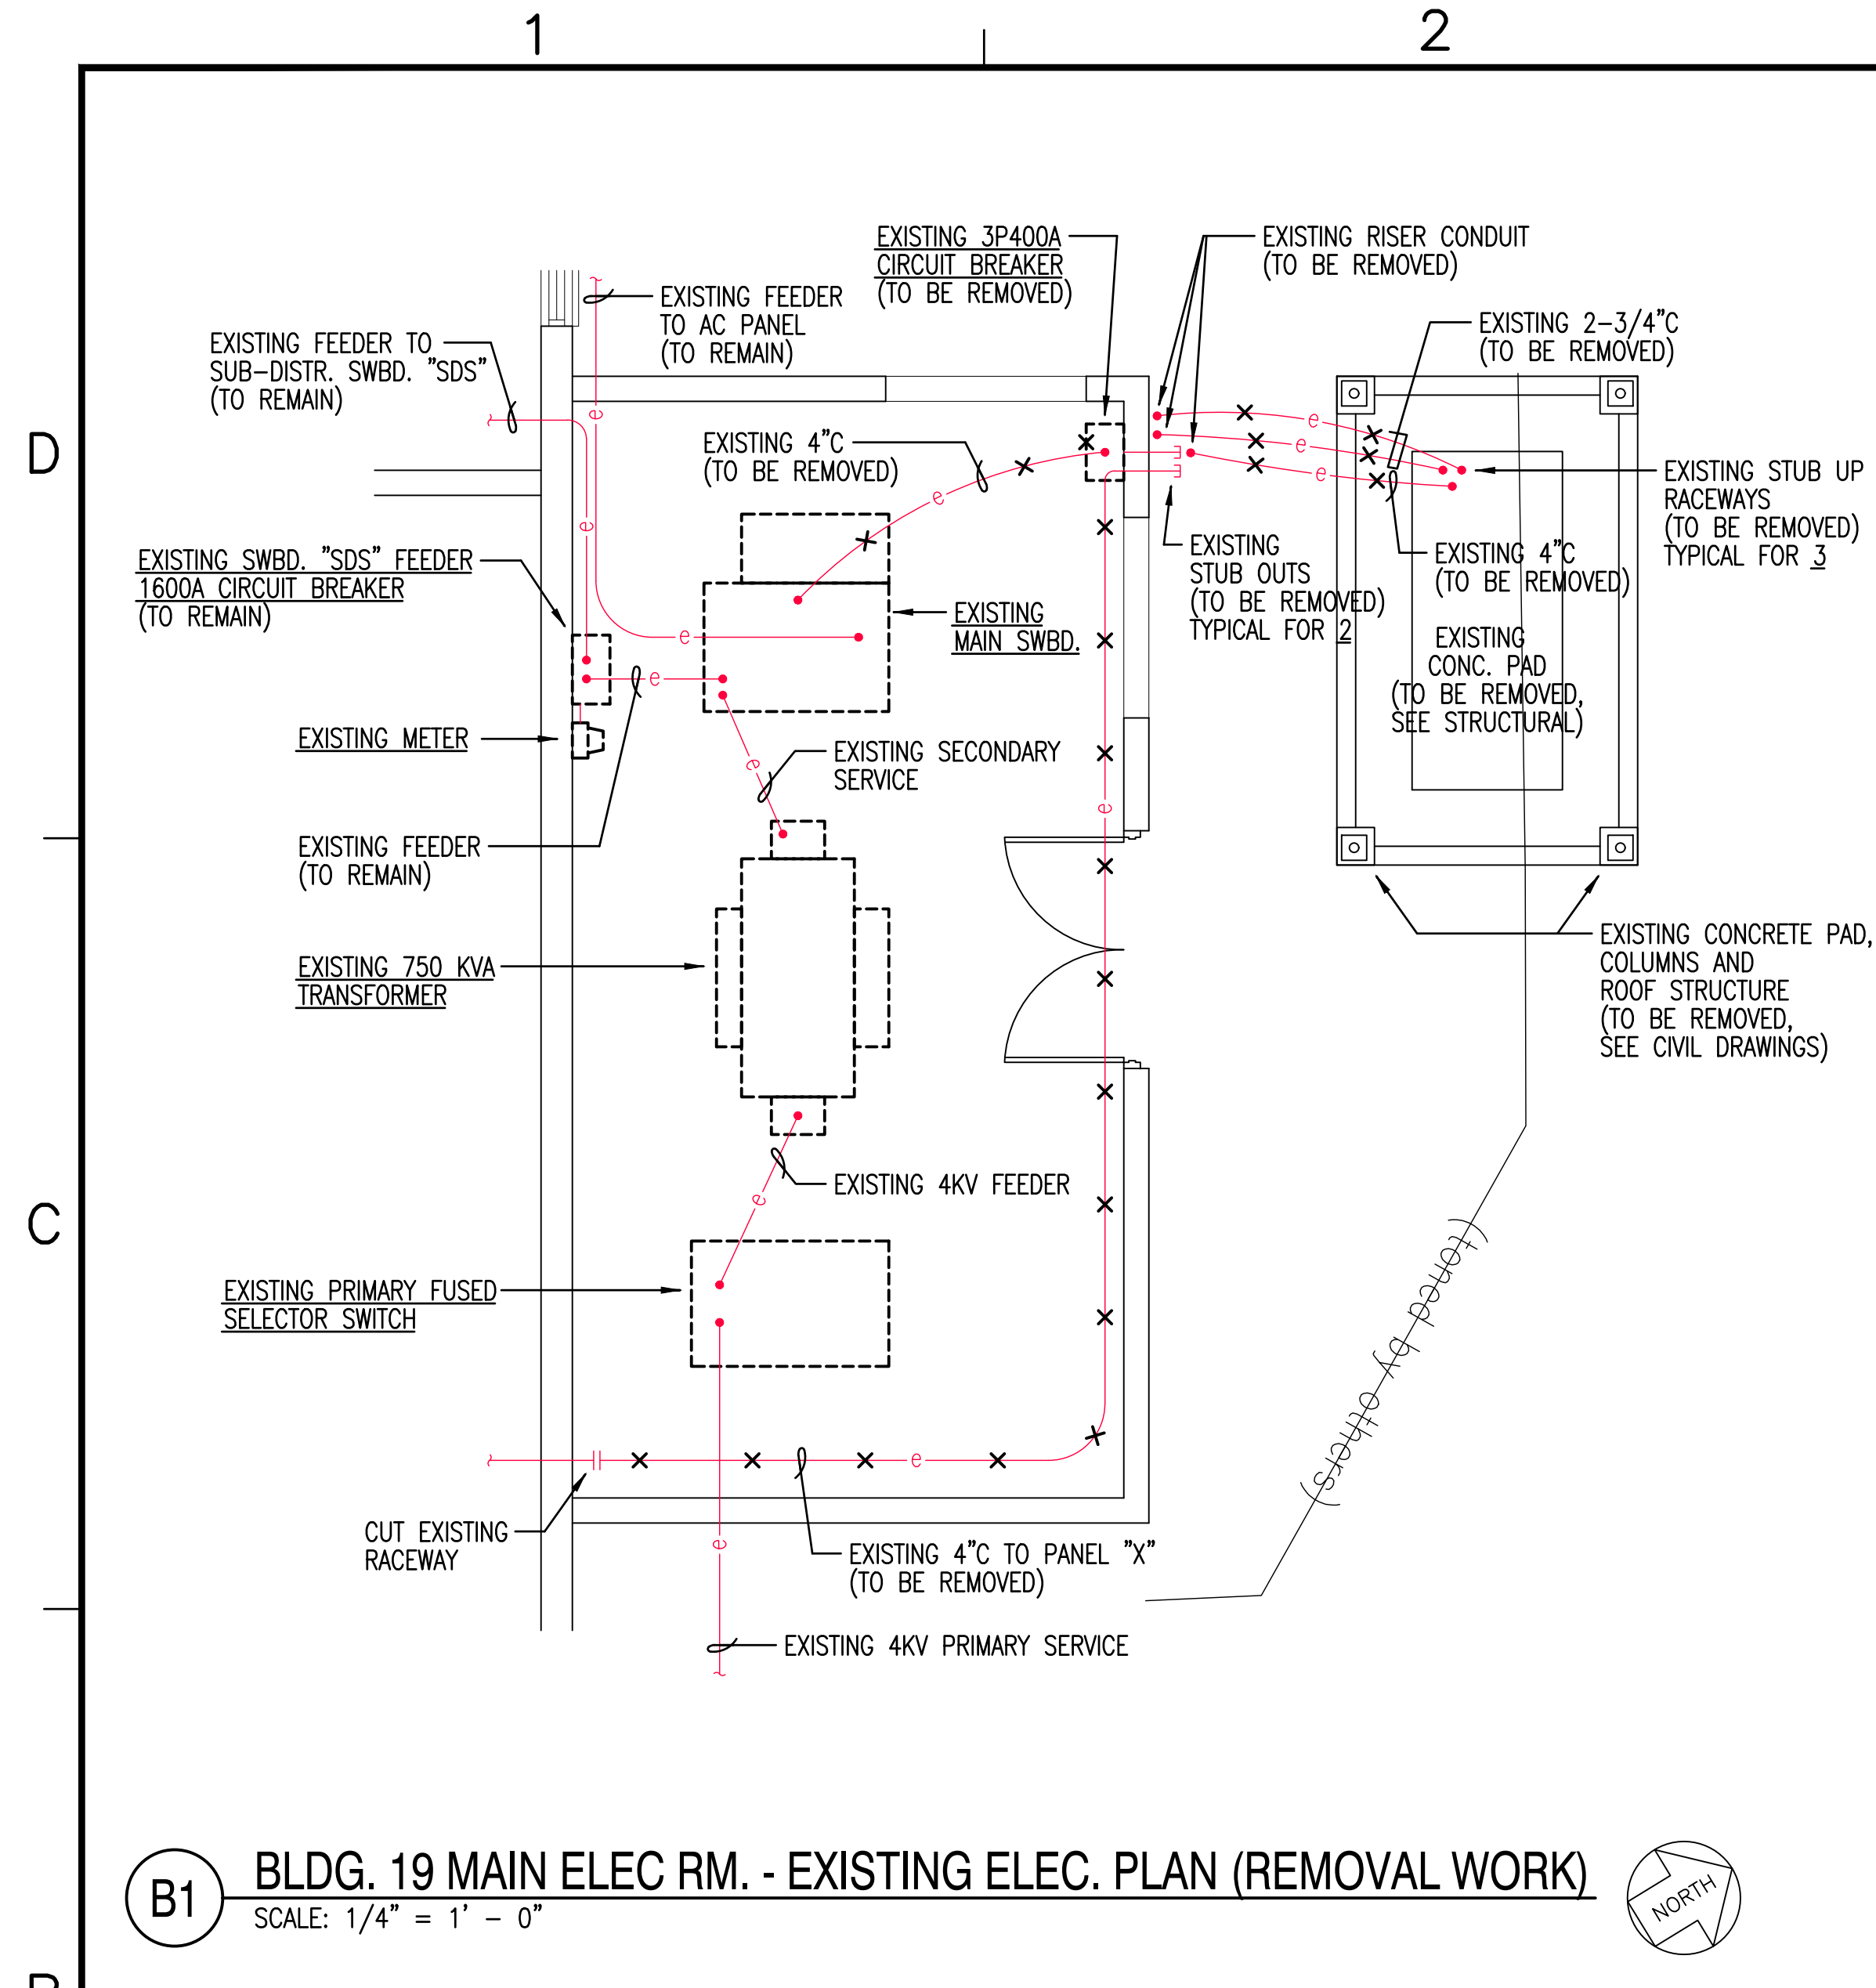 1
2
EXISTING 3P400A
CIRCUIT BREAKER
(TO BE REMOVED)
EXISTING RISER CONDUIT
(TO BE REMOVED)
EXISTING FEEDER
TO AC PANEL
(TO REMAIN)
EXISTING 2-3/4"C
(TO BE REMOVED)
EXISTING FEEDER TO
SUB-DISTR. SWBD. "SDS"
(TO REMAIN)
D
EXISTING 4"C
(TO BE REMOVED)
EXISTING STUB UP
RACEWAYS
(TO BE REMOVED)
TYPICAL FOR 3
EXISTING SWBD. "SDS" FEEDER
1600A CIRCUIT BREAKER
(TO REMAIN)
EXISTING
STUB OUTS
(TO BE REMOVED)
TYPICAL FOR 2
EXISTING 4"C
(TO BE REMOVED)
EXISTING
MAIN SWBD.
EXISTING
CONC. PAD
(TO BE REMOVED,
SEE STRUCTURAL)
EXISTING METER
EXISTING SECONDARY
SERVICE
EXISTING FEEDER
(TO REMAIN)
EXISTING 750 KVA
TRANSFORMER
EXISTING CONCRETE PAD,
COLUMNS AND
ROOF STRUCTURE
(TO BE REMOVED,
SEE CIVIL DRAWINGS)
EXISTING 4KV FEEDER
C
EXISTING PRIMARY FUSED
SELECTOR SWITCH
(toned by others)
CUT EXISTING
RACEWAY
EXISTING 4"C TO PANEL "X"
(TO BE REMOVED)
EXISTING 4KV PRIMARY SERVICE
e
e
e
e
e
e
e
e
e
e
e
e
e
B1
BLDG. 19 MAIN ELEC RM. - EXISTING ELEC. PLAN (REMOVAL WORK)
SCALE: 1/4" = 1' - 0"
NORTH